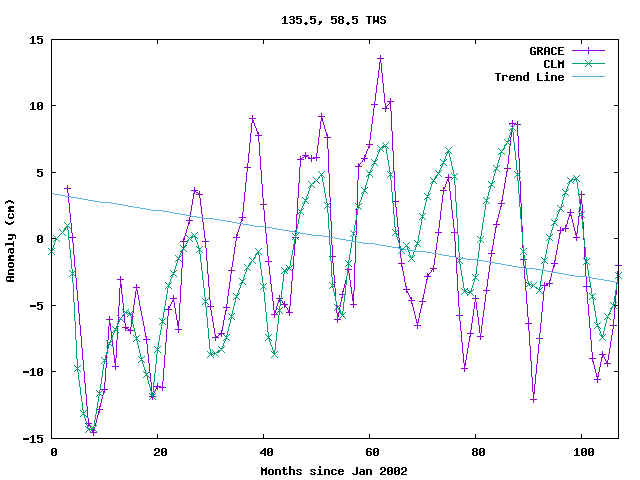 135.5, 58.5 TWS
GRACE
CLM
Trend Line
15
10
5
0
-5
-10
-15
Anomaly (cm)
0 20 40 60 80 100
Months since Jan 2002